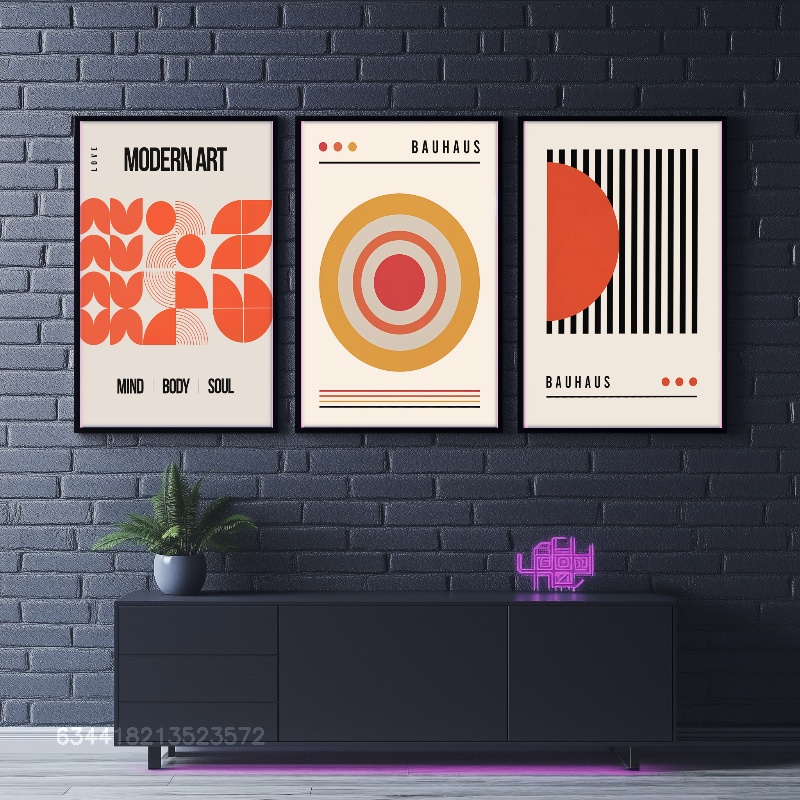 LOVE
MODERN ART
MIND | BODY | SOUL
BAUHAUS
BAUHAUS
634418213523572